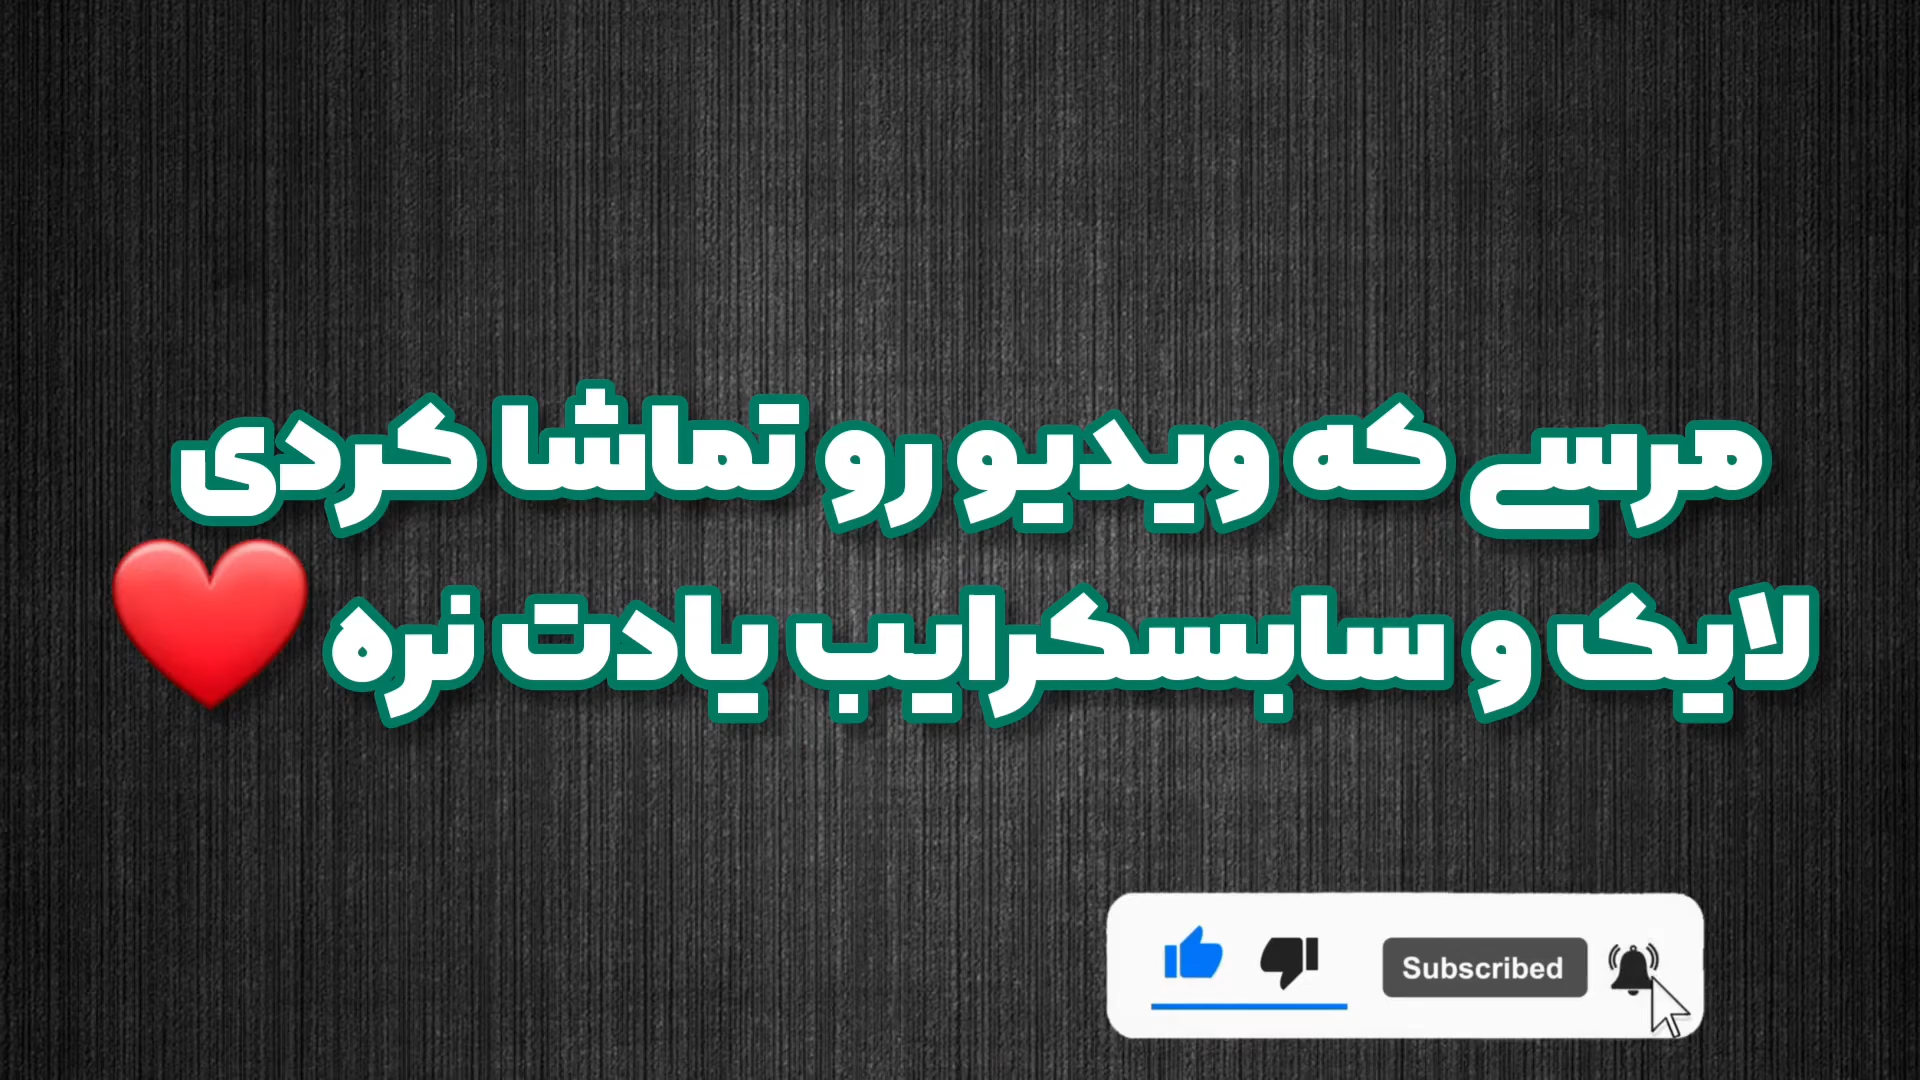 مرسی که ویدیو رو تماشا کردی
لایک و سابسکرایب یادت نره ❤️
Subscribed